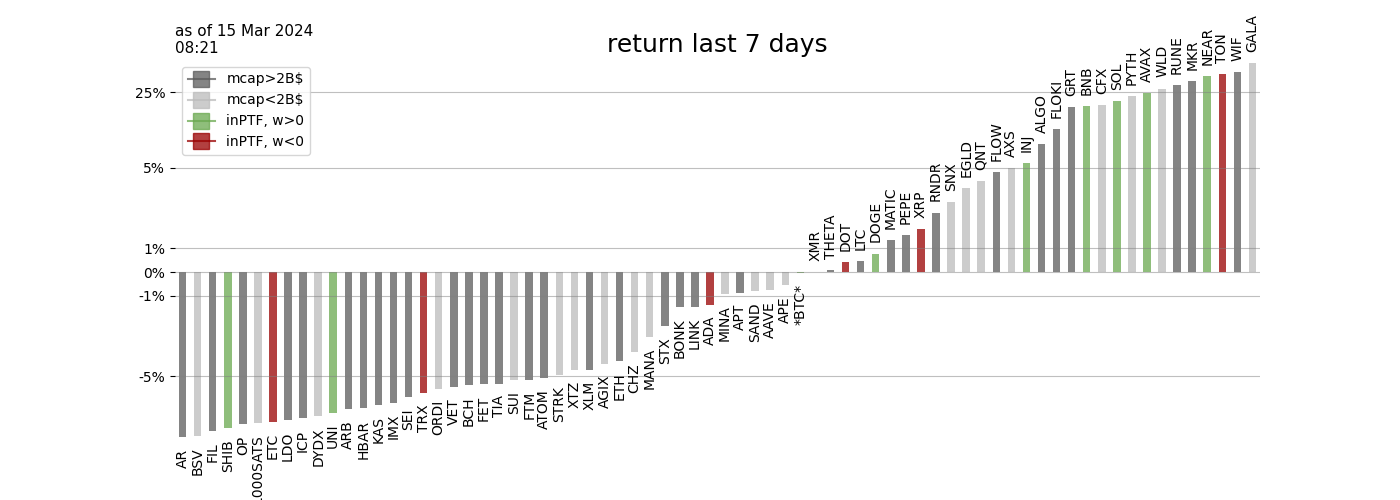 as of 15 Mar 2024
08:21
return last 7 days
mcap>2B$
mcap<2B$
inPTF, w>0
inPTF, w<0
25%
5%
1%
0%
-1%
-5%
AR
BSV
FIL
SHIB
OP
1000SATS
ETC
LDO
ICP
DYDX
UNI
ARB
HBAR
KAS
IMX
SEI
TRX
ORDI
VET
BCH
FET
TIA
SUI
FTM
ATOM
STRK
XTZ
XLM
AGIX
ETH
CHZ
MANA
STX
BONK
LINK
ADA
MINA
APT
SAND
AAVE
APE
*BTC*
XMR
THETA
DOT
LTC
DOGE
MATIC
PEPE
XRP
RNDR
SNX
EGLD
QNT
FLOW
AXS
INJ
ALGO
FLOKI
GRT
BNB
CFX
SOL
PYTH
AVAX
WLD
RUNE
MKR
NEAR
TON
WIF
GALA